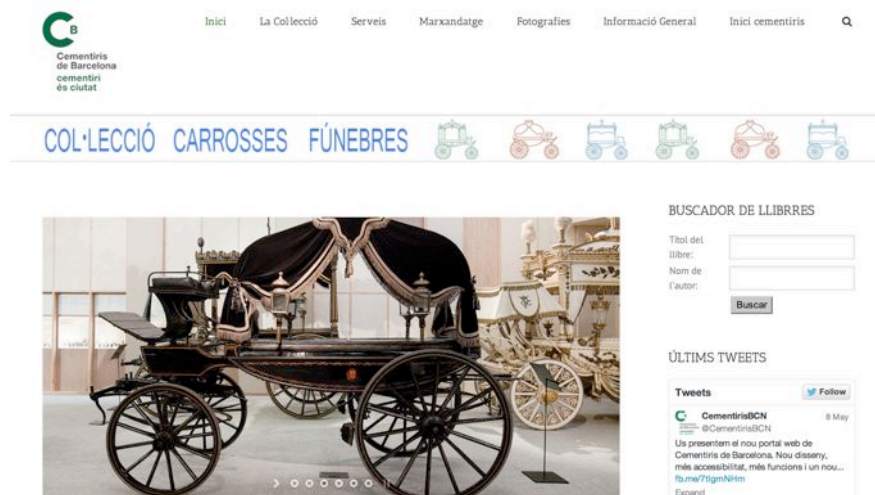 Inici La Col·lecció Serveis Marxandatge Fotografies Informació General Inici cementiris
CB
Cementiris
de Barcelona
cementiri
és ciutat
COL·LECCIÓ CARROSSES FÚNEBRES
BUSCADOR DE LLIBRRES
Títol del
llibre:
Nom de
l'autor:
Buscar
ÚLTIMS TWEETS
Tweets Follow
CementirisBCN 8 May
@CementirisBCN
Us presentem el nou portal web de
Cementiris de Barcelona. Nou disseny,
més accessibilitat, més funcions i un nou...
fb.me/7tIgmNHm
Expand